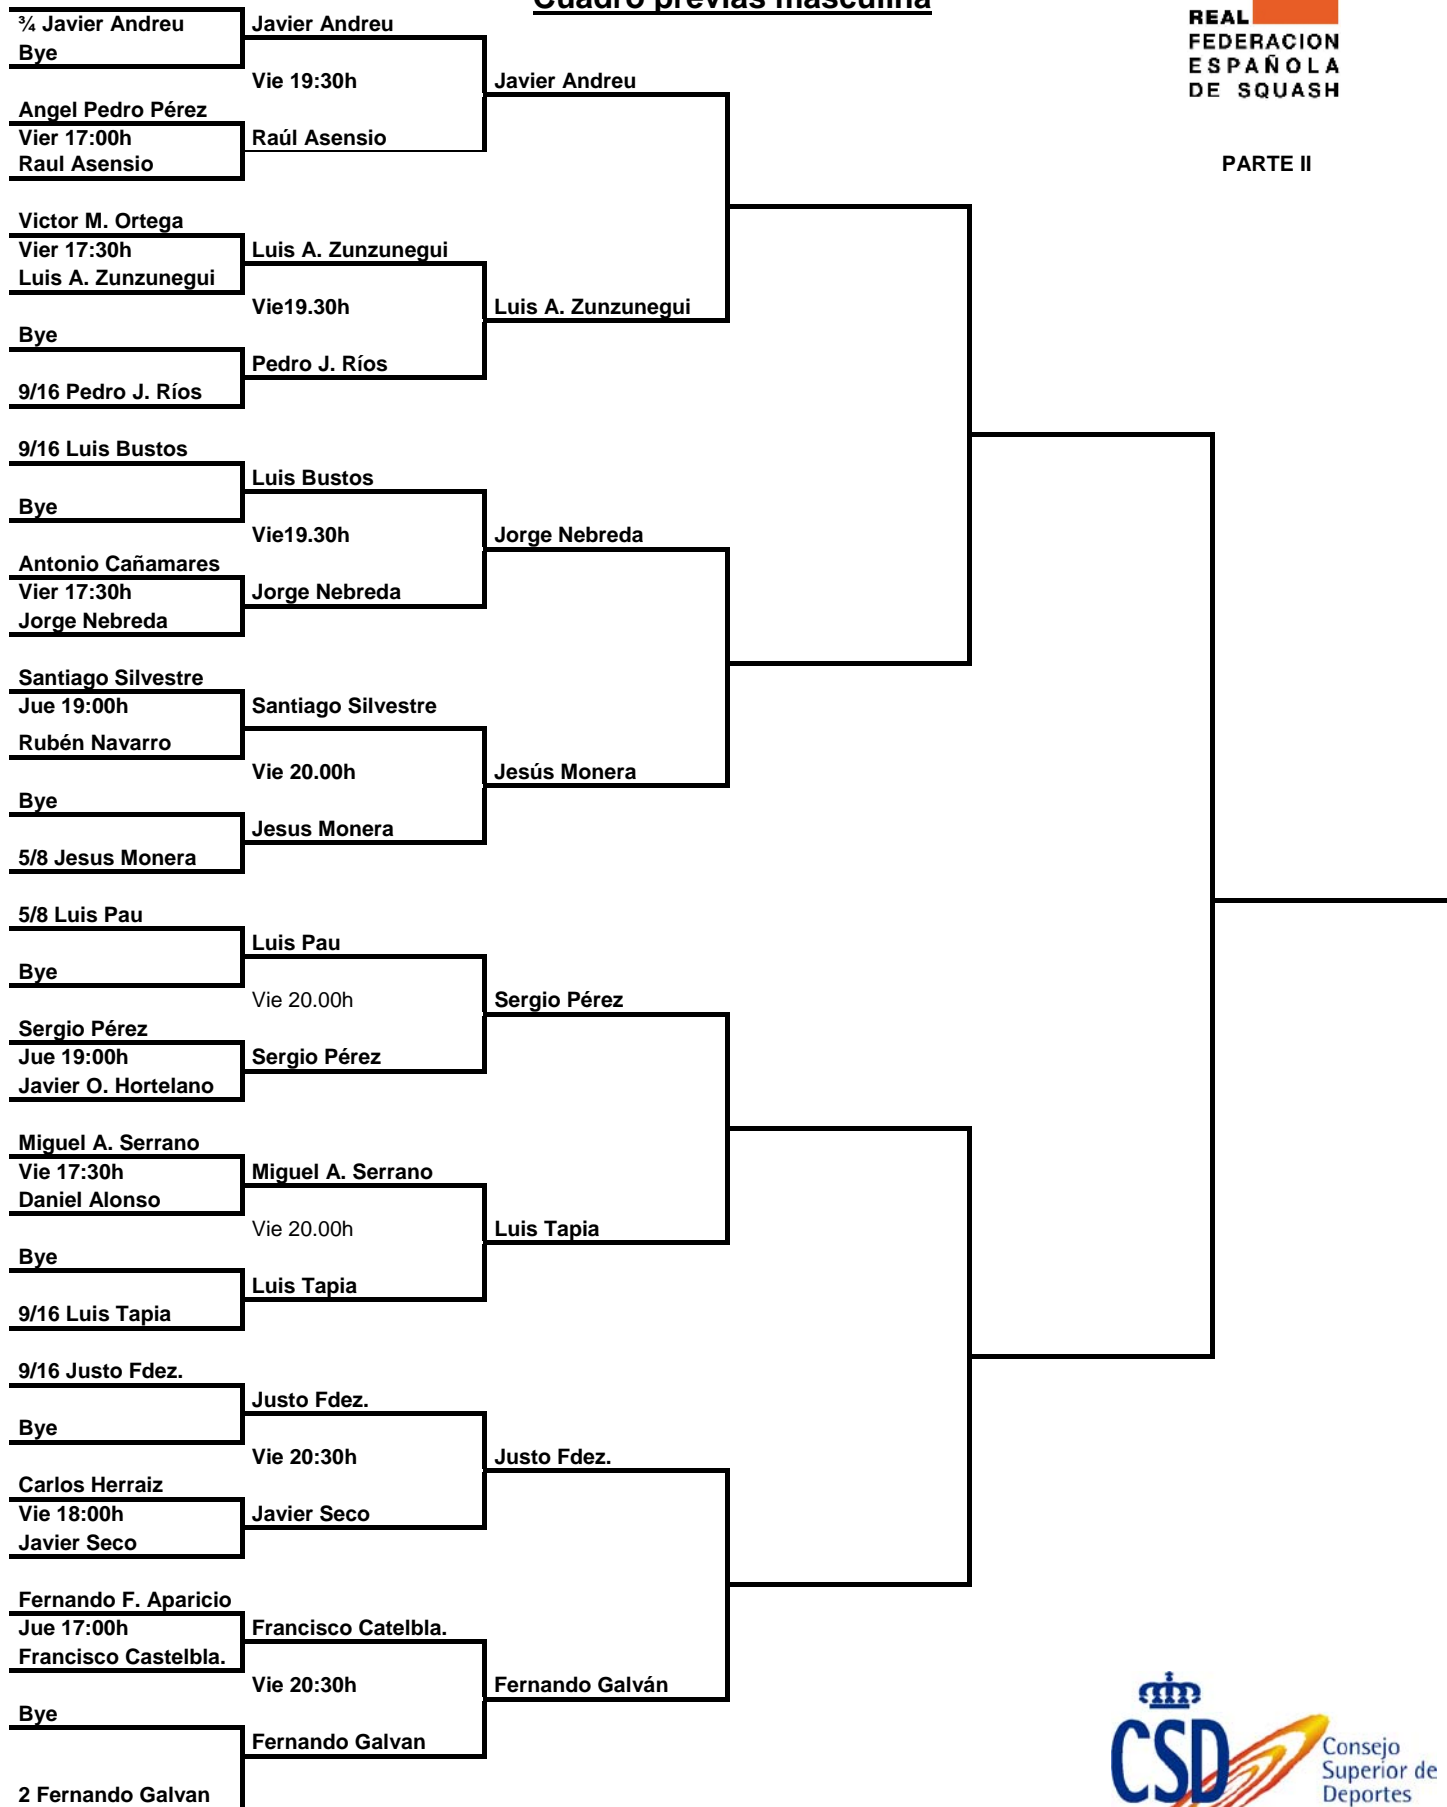 Cuadro previas masculina
REAL
FEDERACION
ESPAÑOLA
DE SQUASH
PARTE II
¾ Javier Andreu
Bye
Angel Pedro Pérez
Vier 17:00h
Raul Asensio
Victor M. Ortega
Vier 17:30h
Luis A. Zunzunegui
Bye
9/16 Pedro J. Ríos
9/16 Luis Bustos
Bye
Antonio Cañamares
Vier 17:30h
Jorge Nebreda
Santiago Silvestre
Jue 19:00h
Rubén Navarro
Bye
5/8 Jesus Monera
5/8 Luis Pau
Bye
Sergio Pérez
Jue 19:00h
Javier O. Hortelano
Miguel A. Serrano
Vie 17:30h
Daniel Alonso
Bye
9/16 Luis Tapia
9/16 Justo Fdez.
Bye
Carlos Herraiz
Vie 18:00h
Javier Seco
Fernando F. Aparicio
Jue 17:00h
Francisco Castelbla.
Bye
2 Fernando Galvan
Javier Andreu
Vie 19:30h
Raúl Asensio
Luis A. Zunzunegui
Vie19.30h
Pedro J. Ríos
Luis Bustos
Vie19.30h
Jorge Nebreda
Santiago Silvestre
Vie 20.00h
Jesus Monera
Luis Pau
Vie 20.00h
Sergio Pérez
Miguel A. Serrano
Vie 20.00h
Luis Tapia
Justo Fdez.
Vie 20:30h
Javier Seco
Francisco Catelbla.
Vie 20:30h
Fernando Galvan
Javier Andreu
Luis A. Zunzunegui
Jorge Nebreda
Jesús Monera
Sergio Pérez
Luis Tapia
Justo Fdez.
Fernando Galván
CSD
Consejo
Superior de
Deportes